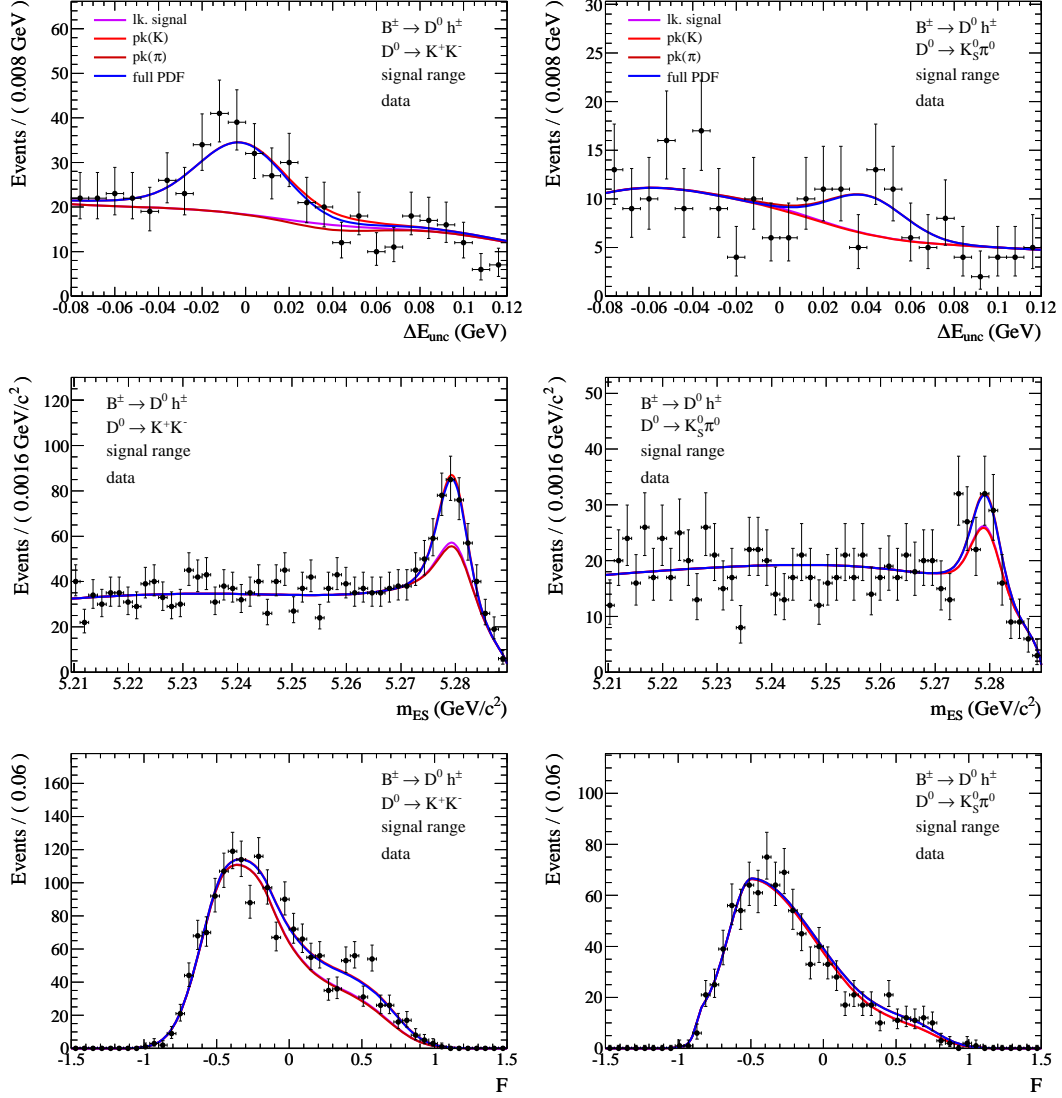 Events / ( 0.008 GeV )
60
50
40
30
20
10
0
lk. signal
pk(K)
pk(π)
full PDF
B± → D⁰ h±
D⁰ → K⁺K⁻
signal range
data
-0.08 -0.06 -0.04 -0.02 0 0.02 0.04 0.06 0.08 0.1 0.12
ΔE_unc (GeV)
Events / ( 0.008 GeV )
30
25
20
15
10
5
0
lk. signal
pk(K)
pk(π)
full PDF
B± → D⁰ h±
D⁰ → K_S⁰π⁰
signal range
data
-0.08 -0.06 -0.04 -0.02 0 0.02 0.04 0.06 0.08 0.1 0.12
ΔE_unc (GeV)
Events / ( 0.0016 GeV/c² )
120
100
80
60
40
20
0
B± → D⁰ h±
D⁰ → K⁺K⁻
signal range
data
5.21 5.22 5.23 5.24 5.25 5.26 5.27 5.28
m_ES (GeV/c²)
Events / ( 0.0016 GeV/c² )
50
40
30
20
10
0
B± → D⁰ h±
D⁰ → K_S⁰π⁰
signal range
data
5.21 5.22 5.23 5.24 5.25 5.26 5.27 5.28
m_ES (GeV/c²)
Events / ( 0.06 )
160
140
120
100
80
60
40
20
0
B± → D⁰ h±
D⁰ → K⁺K⁻
signal range
data
-1.5 -1 -0.5 0 0.5 1 1.5
F
Events / ( 0.06 )
100
80
60
40
20
0
B± → D⁰ h±
D⁰ → K_S⁰π⁰
signal range
data
-1.5 -1 -0.5 0 0.5 1 1.5
F